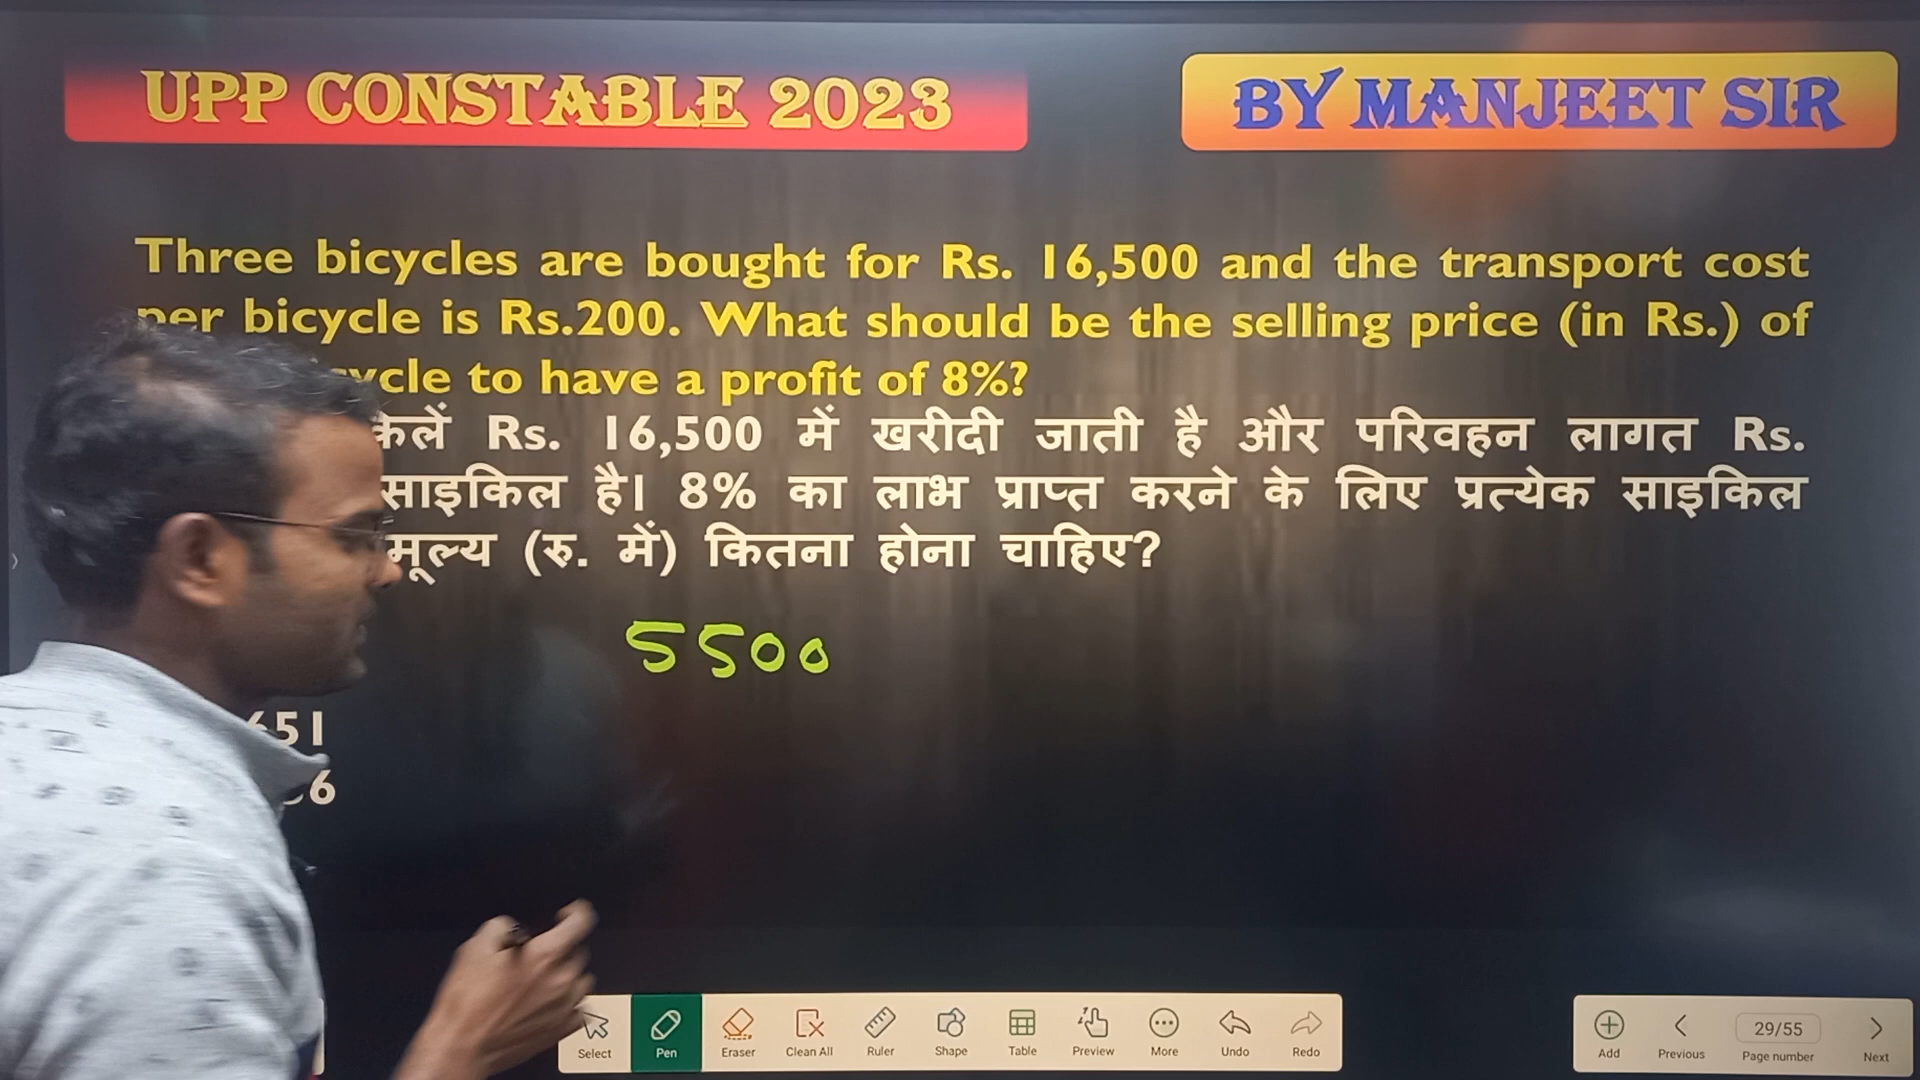 UPP CONSTABLE 2023
BY MANJEET SIR
Three bicycles are bought for Rs. 16,500 and the transport cost
per bicycle is Rs.200. What should be the selling price (in Rs.) of
to have a profit of 8%?
Rs. 16,500 में खरीदी जाती है और परिवहन लागत Rs.
साइकिल है। 8% का लाभ प्राप्त करने के लिए प्रत्येक साइकिल
मूल्य (रु. में) कितना होना चाहिए?
5500
Select Pen Eraser Clean All Ruler Shape Table Preview More Undo Redo
29/55
Add Previous Page number Next